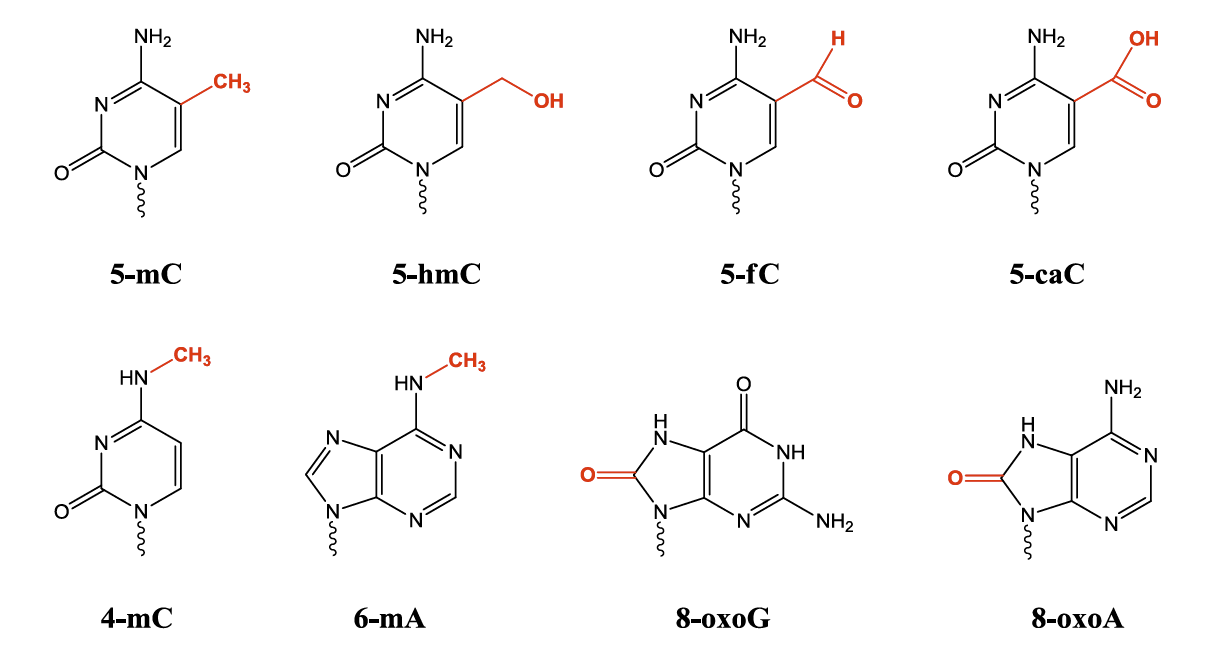 NH₂ NH₂ NH₂ H NH₂ OH
CH₃ OH O O
N N N N
O N O N O N O N
5-mC 5-hmC 5-fC 5-caC
CH₃ CH₃
HN HN O NH₂
N N N H N NH H N N
O O
O N N N N N NH₂ N N
4-mC 6-mA 8-oxoG 8-oxoA